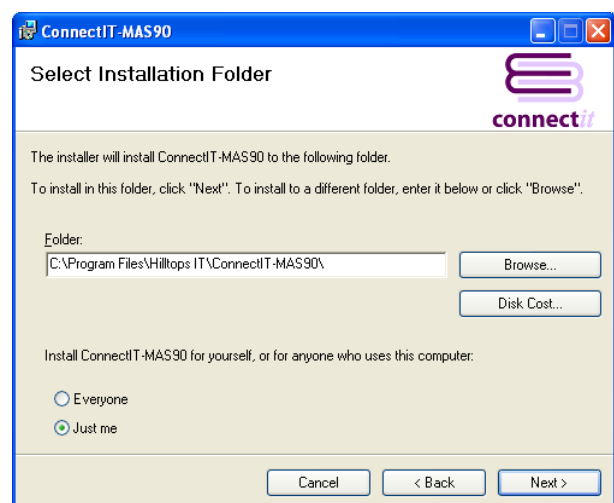 ConnectIT-MAS90
Select Installation Folder
connectit
The installer will install ConnectIT-MAS90 to the following folder.
To install in this folder, click "Next". To install to a different folder, enter it below or click "Browse".
Folder:
C:\Program Files\Hilltops IT\ConnectIT-MAS90\
Browse...
Disk Cost...
Install ConnectIT-MAS90 for yourself, or for anyone who uses this computer:
Everyone
Just me
Cancel
< Back
Next >